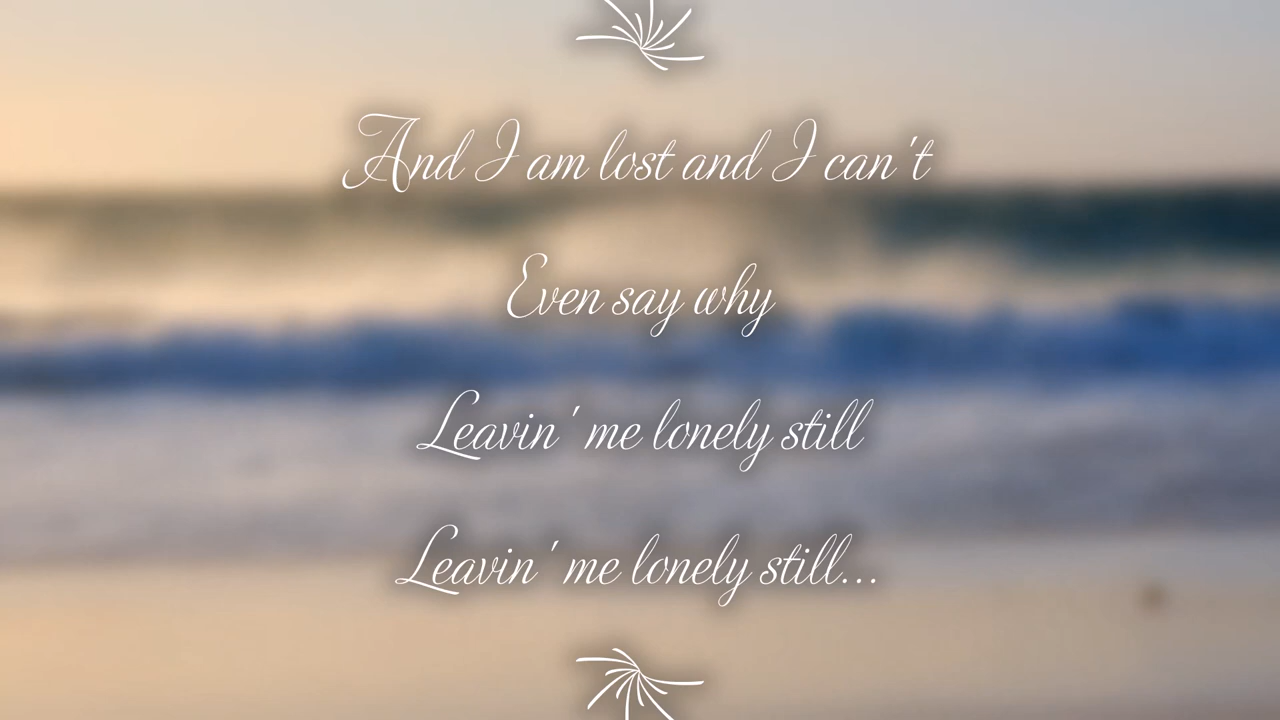 And I am lost and I can't
Even say why
Leavin' me lonely still
Leavin' me lonely still...